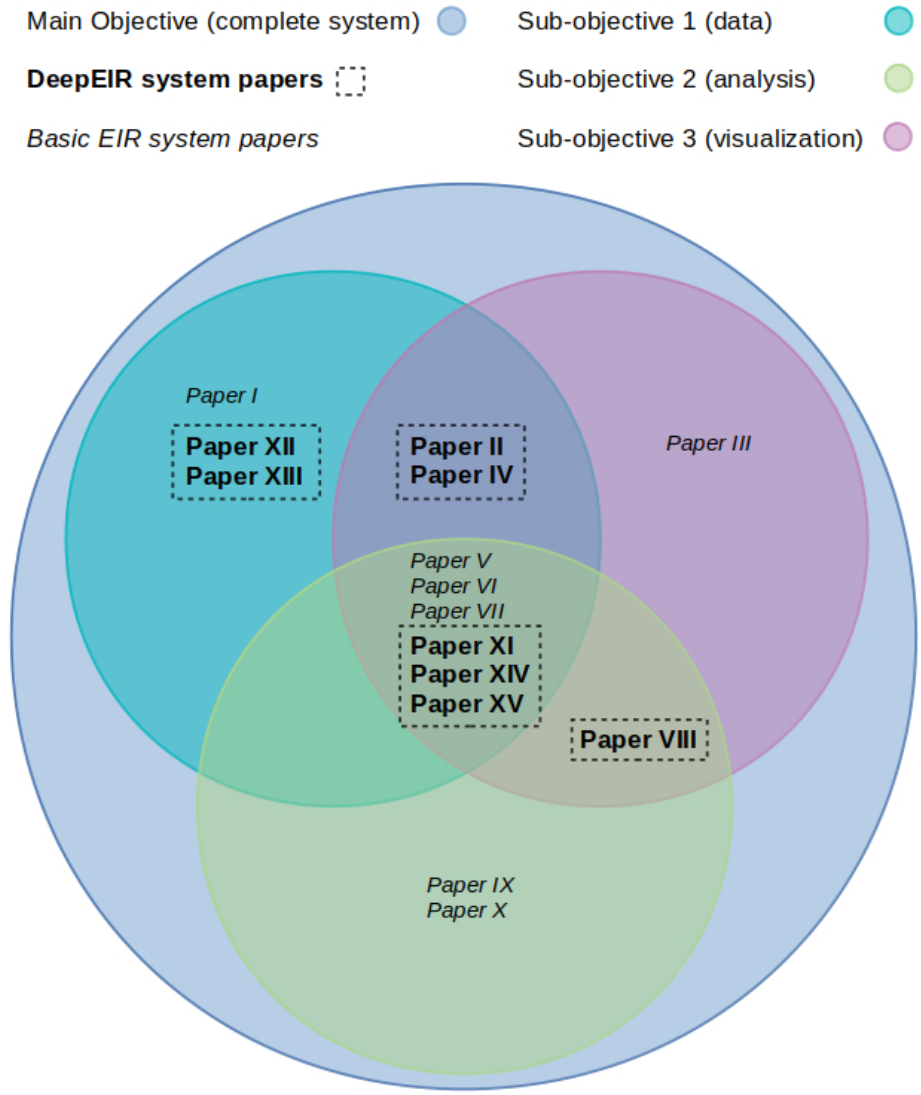 Main Objective (complete system)
Sub-objective 1 (data)
DeepEIR system papers
Sub-objective 2 (analysis)
Basic EIR system papers
Sub-objective 3 (visualization)
Paper I
Paper XII
Paper XIII
Paper II
Paper IV
Paper III
Paper V
Paper VI
Paper VII
Paper XI
Paper XIV
Paper XV
Paper VIII
Paper IX
Paper X